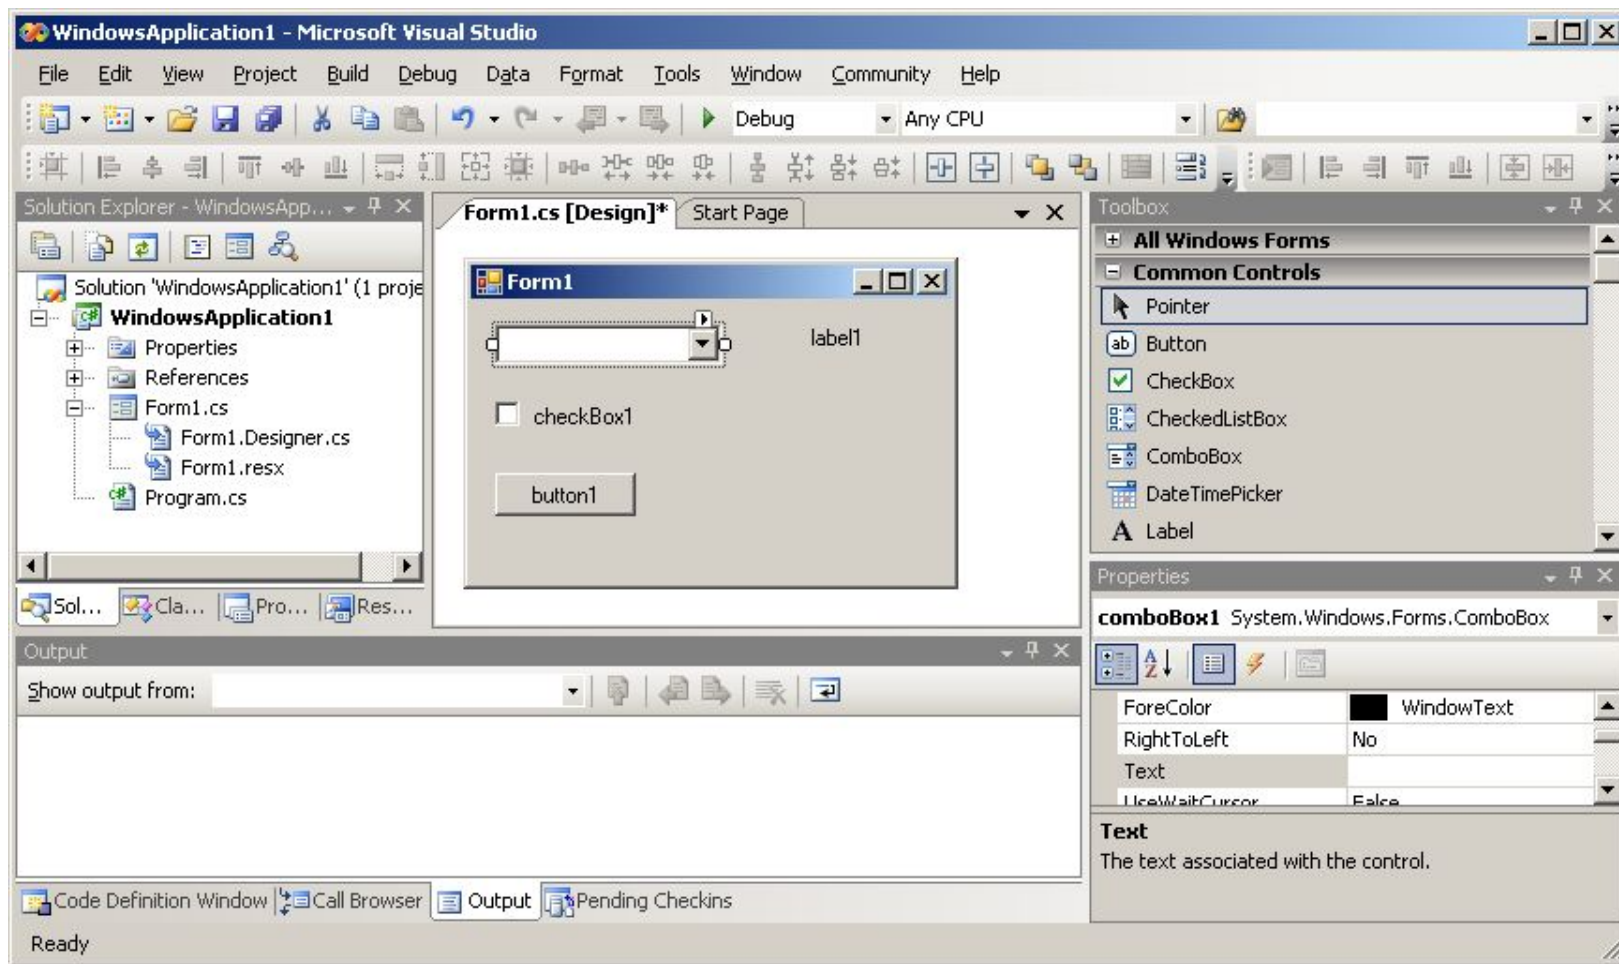 WindowsApplication1 - Microsoft Visual Studio
File Edit View Project Build Debug Data Format Tools Window Community Help
Debug Any CPU
Solution Explorer - WindowsApp...
Solution 'WindowsApplication1' (1 proje
WindowsApplication1
Properties
References
Form1.cs
Form1.Designer.cs
Form1.resx
Program.cs
Sol... Cla... Pro... Res...
Form1.cs [Design]* Start Page
Form1
label1
checkBox1
button1
Toolbox
All Windows Forms
Common Controls
Pointer
ab Button
CheckBox
CheckedListBox
ComboBox
DateTimePicker
A Label
Properties
comboBox1 System.Windows.Forms.ComboBox
ForeColor WindowText
RightToLeft No
Text
UseWaitCursor False
Text
The text associated with the control.
Output
Show output from:
Code Definition Window Call Browser Output Pending Checkins
Ready